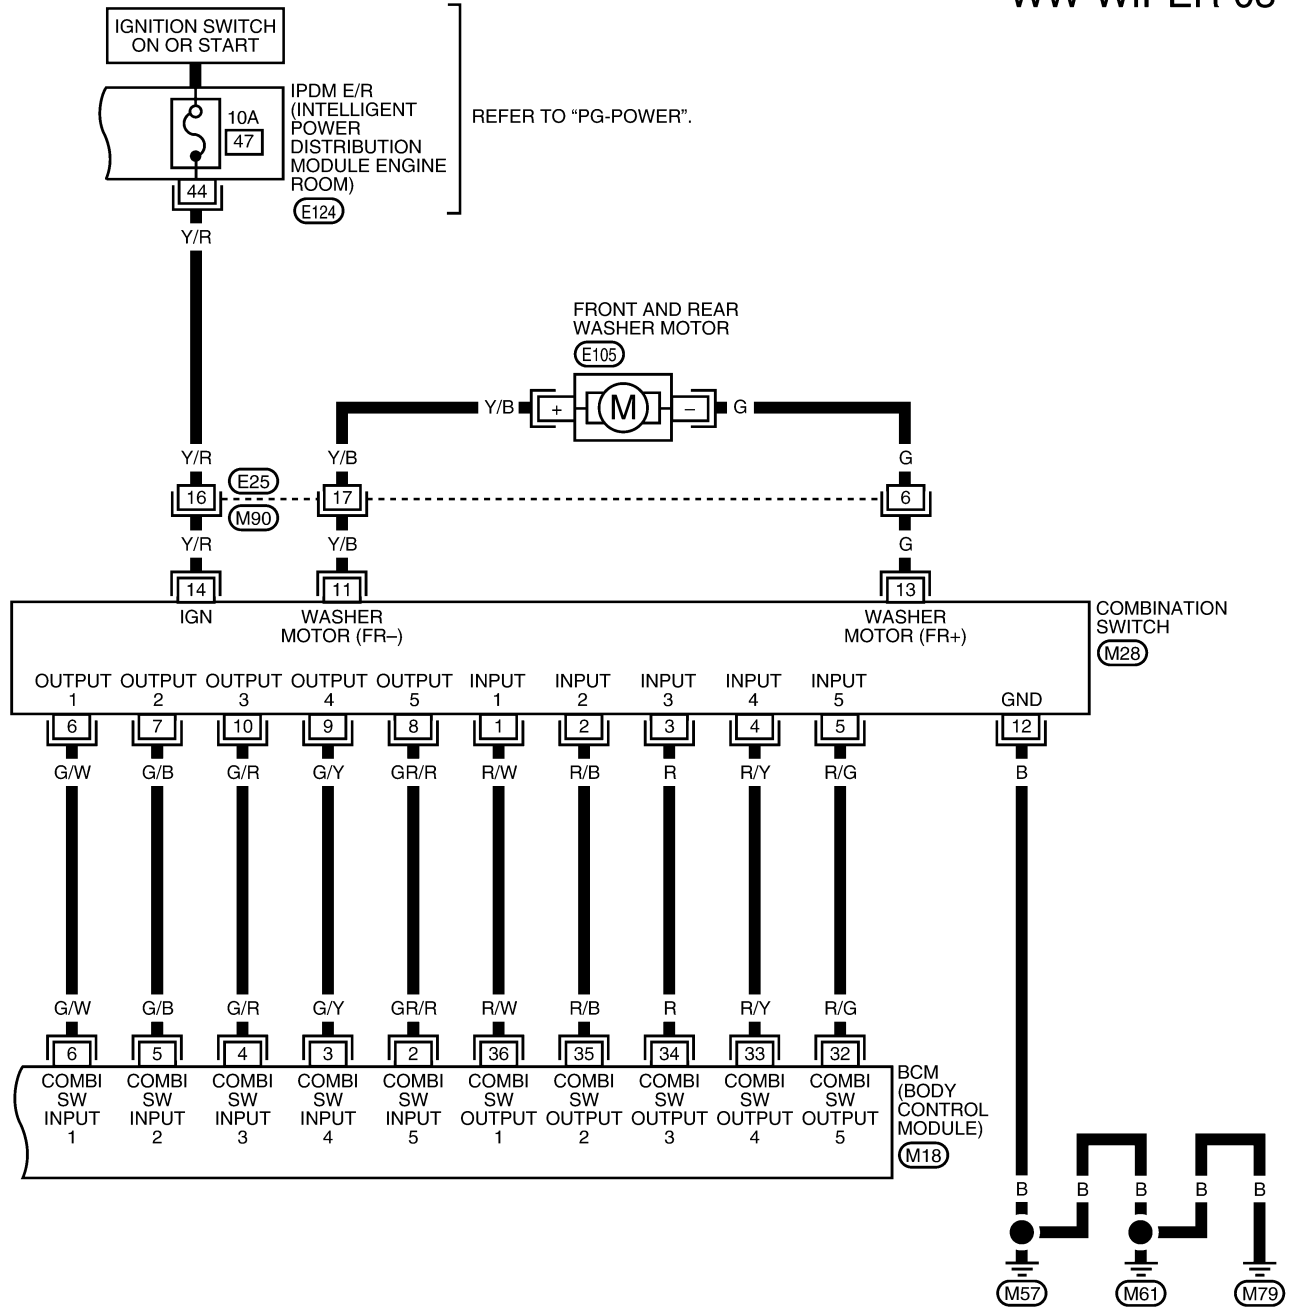 IGNITION SWITCH
ON OR START
IPDM E/R
(INTELLIGENT
POWER
DISTRIBUTION
MODULE ENGINE
ROOM)
E124
10A
47
44
REFER TO “PG-POWER”.
Y/R
FRONT AND REAR
WASHER MOTOR
E105
Y/B + M – G
Y/R Y/B G
16 E25 17 6
M90
Y/R Y/B G
14 11 13
IGN WASHER WASHER
MOTOR (FR–) MOTOR (FR+)
COMBINATION
SWITCH
M28
OUTPUT OUTPUT OUTPUT OUTPUT OUTPUT INPUT INPUT INPUT INPUT INPUT
1 2 3 4 5 1 2 3 4 5 GND
6 7 10 9 8 1 2 3 4 5 12
G/W G/B G/R G/Y GR/R R/W R/B R R/Y R/G B
G/W G/B G/R G/Y GR/R R/W R/B R R/Y R/G
6 5 4 3 2 36 35 34 33 32
COMBI COMBI COMBI COMBI COMBI COMBI COMBI COMBI COMBI COMBI
SW SW SW SW SW SW SW SW SW SW
INPUT INPUT INPUT INPUT INPUT OUTPUT OUTPUT OUTPUT OUTPUT OUTPUT
1 2 3 4 5 1 2 3 4 5
BCM
(BODY
CONTROL
MODULE)
M18
B B B B B
M57 M61 M79